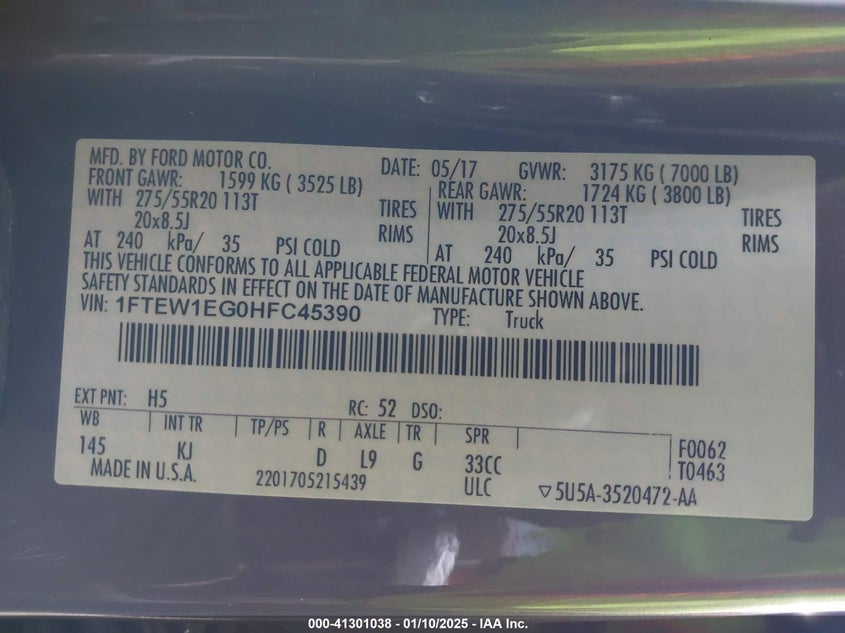 MFD. BY FORD MOTOR CO. DATE: 05/17 GVWR: 3175 KG ( 7000 LB)
FRONT GAWR: 1599 KG ( 3525 LB) REAR GAWR: 1724 KG ( 3800 LB)
WITH 275/55R20 113T TIRES WITH 275/55R20 113T TIRES
20x8.5J RIMS 20x8.5J RIMS
AT 240 kPa/ 35 PSI COLD AT 240 kPa/ 35 PSI COLD
THIS VEHICLE CONFORMS TO ALL APPLICABLE FEDERAL MOTOR VEHICLE
SAFETY STANDARDS IN EFFECT ON THE DATE OF MANUFACTURE SHOWN ABOVE.
VIN: 1FTEW1EG0HFC45390 TYPE: Truck
EXT PNT: H5 RC: 52 DSO:
WB INT TR TP/PS R AXLE TR SPR
145 KJ D L9 G 33CC F0062
MADE IN U.S.A. 2201705215439 ULC T0463
▽5U5A-3520472-AA
000-41301038 - 01/10/2025 - IAA Inc.